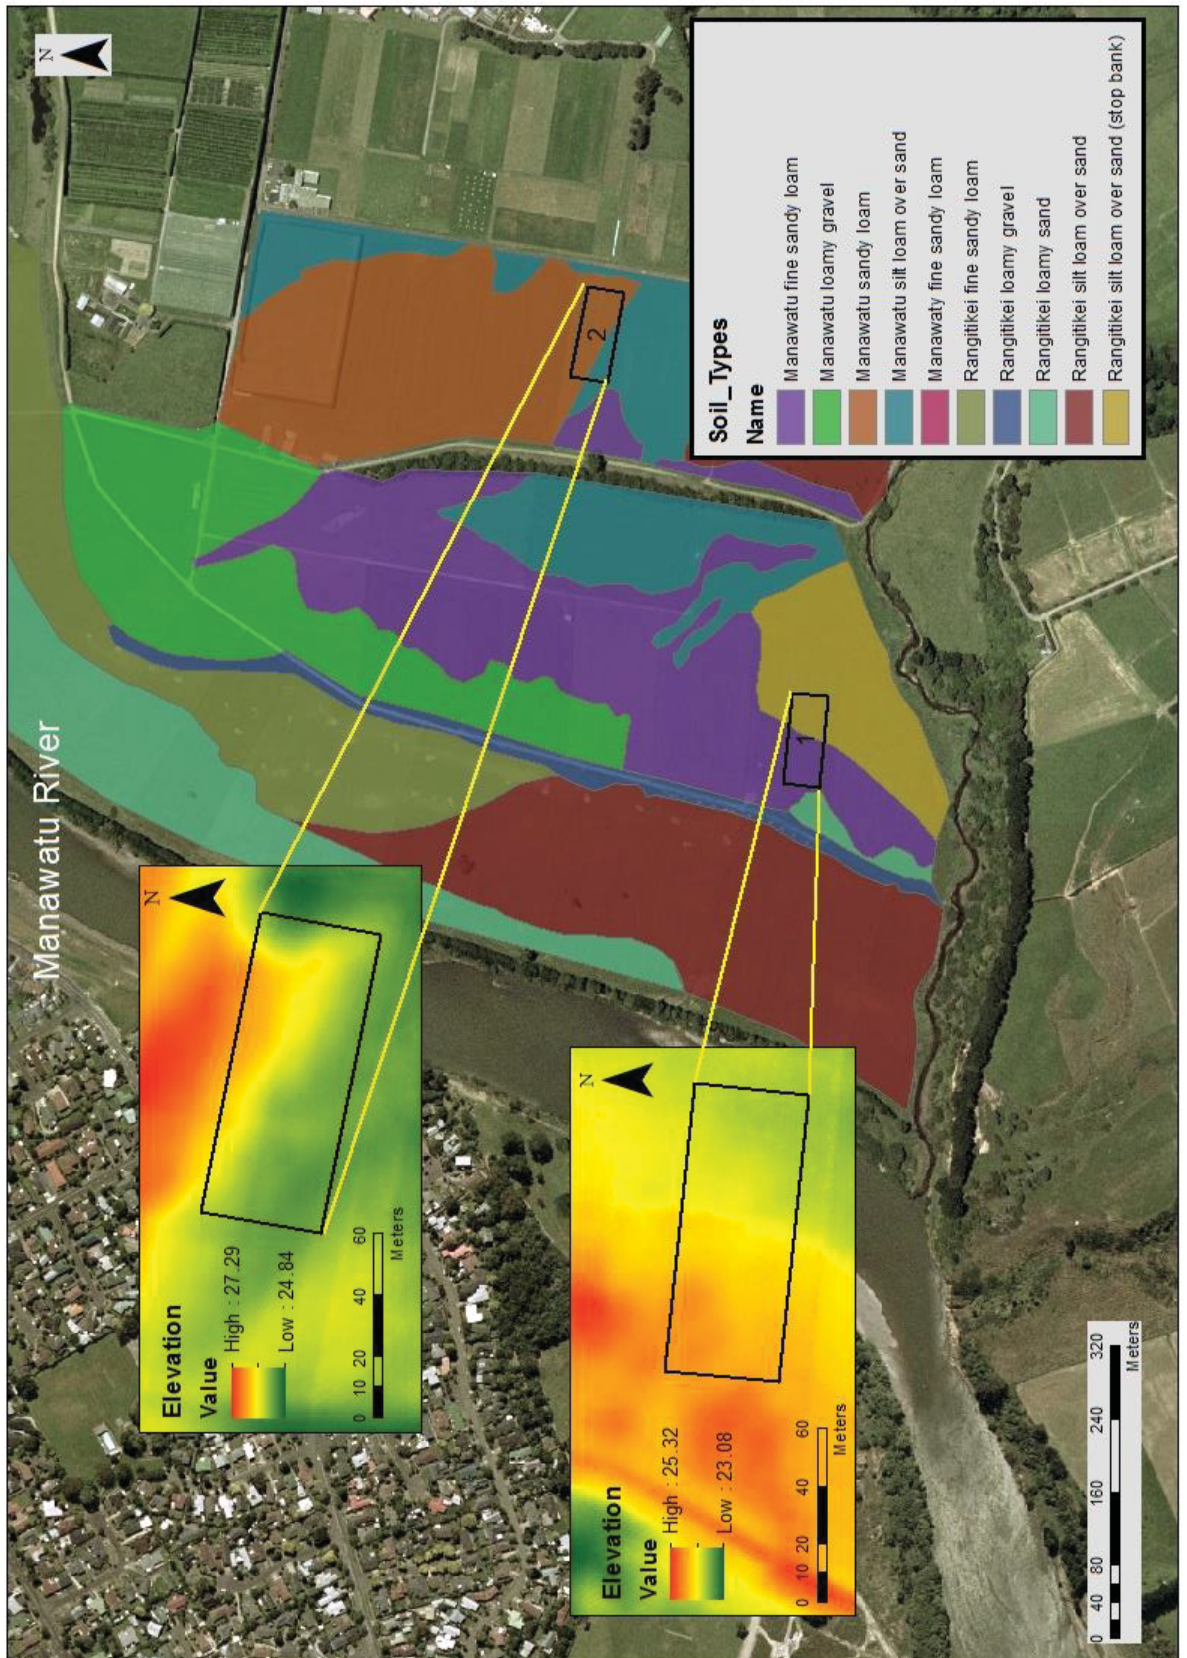 N
Manawatu River
Elevation
Value
High : 27.29
Low : 24.84
0 10 20 40 60
Meters
N
2
Elevation
Value
High : 25.32
Low : 23.08
0 10 20 40 60
Meters
N
1
Soil_Types
Name
Manawatu fine sandy loam
Manawatu loamy gravel
Manawatu sandy loam
Manawatu silt loam over sand
Manawaty fine sandy loam
Rangitikei fine sandy loam
Rangitikei loamy gravel
Rangitikei loamy sand
Rangitikei silt loam over sand
Rangitikei silt loam over sand (stop bank)
0 40 80 160 240 320
Meters